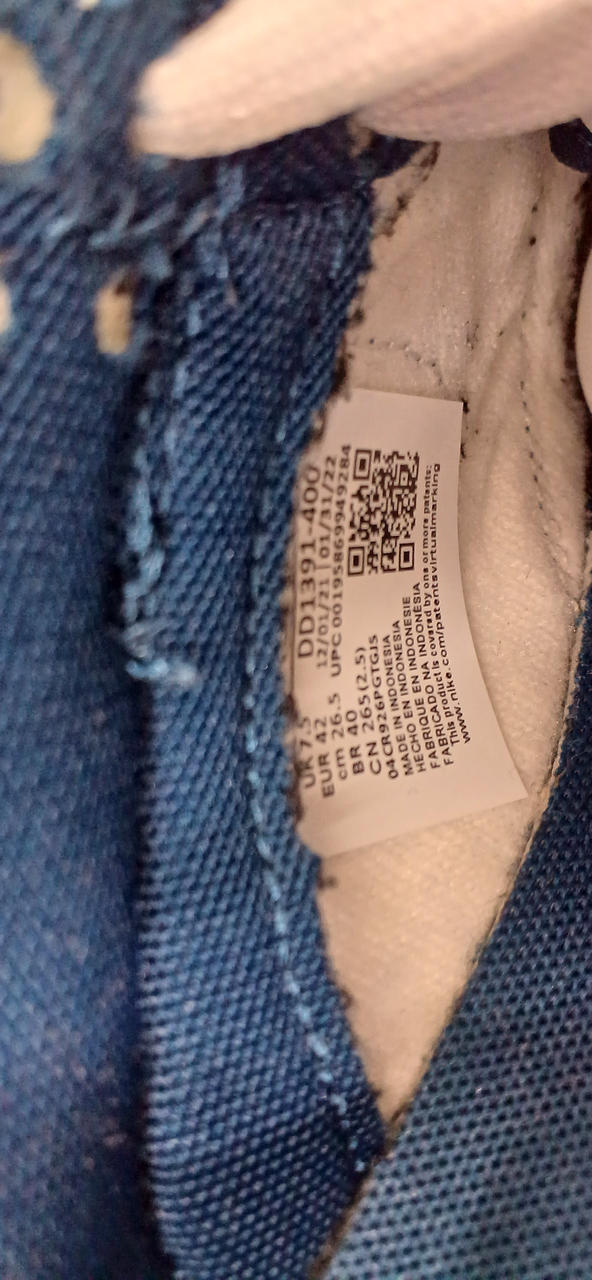 UK 7.5 DD1391-400
EUR 42 12/01/21 | 01/31/22
cm 26.5 UPC 00195869949284
BR 40
CN 265(2.5)
04CR926PGTGJS
MADE IN INDONESIA
HECHO EN INDONESIE
FABRIQUE EN INDONESIA
FABRICADO NA INDONÉSIA
This product is covered by one or more patents:
www.nike.com/patentsvirtualmarking